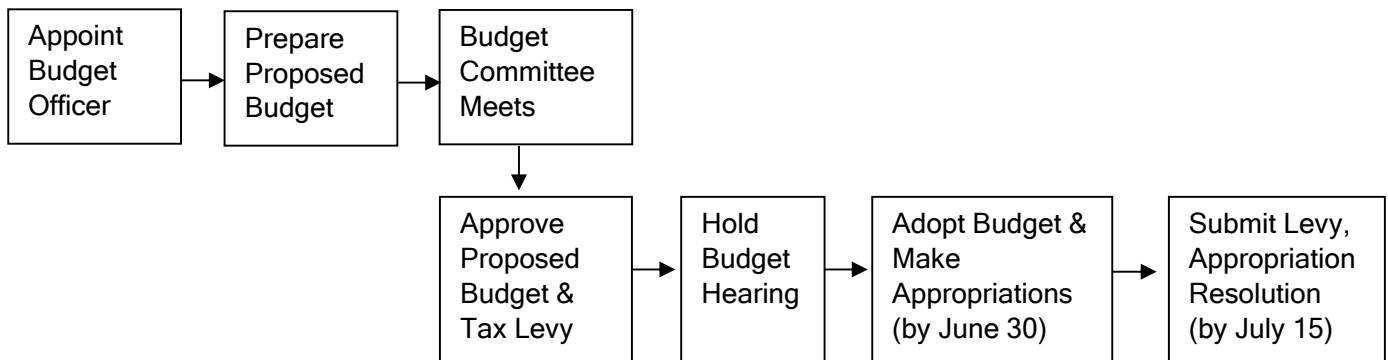 Appoint
Budget
Officer
Prepare
Proposed
Budget
Budget
Committee
Meets
Approve
Proposed
Budget &
Tax Levy
Hold
Budget
Hearing
Adopt Budget &
Make
Appropriations
(by June 30)
Submit Levy,
Appropriation
Resolution
(by July 15)